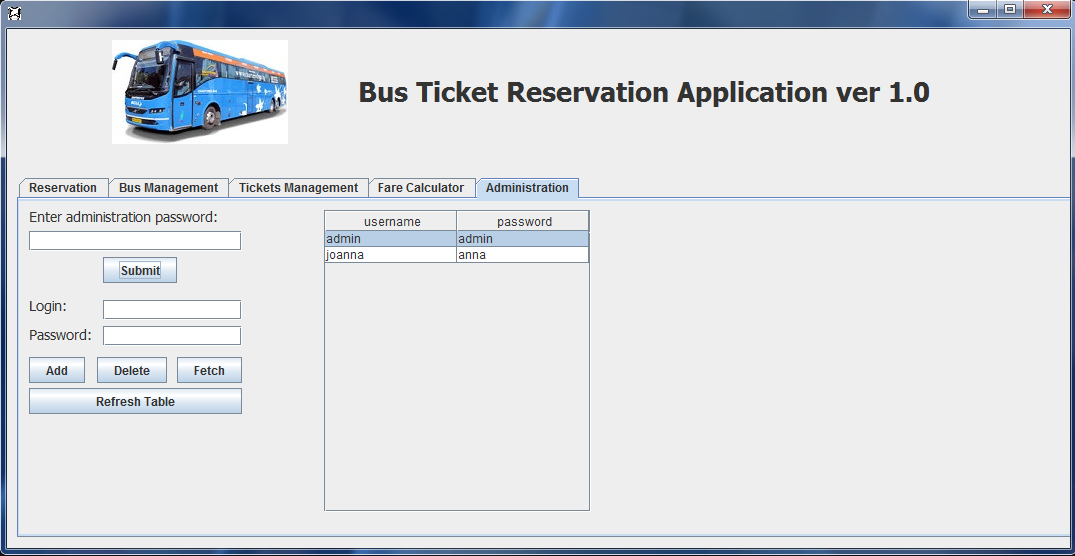 Bus Ticket Reservation Application ver 1.0
Reservation Bus Management Tickets Management Fare Calculator Administration
Enter administration password:
Submit
Login:
Password:
Add Delete Fetch
Refresh Table
username password
admin admin
joanna anna